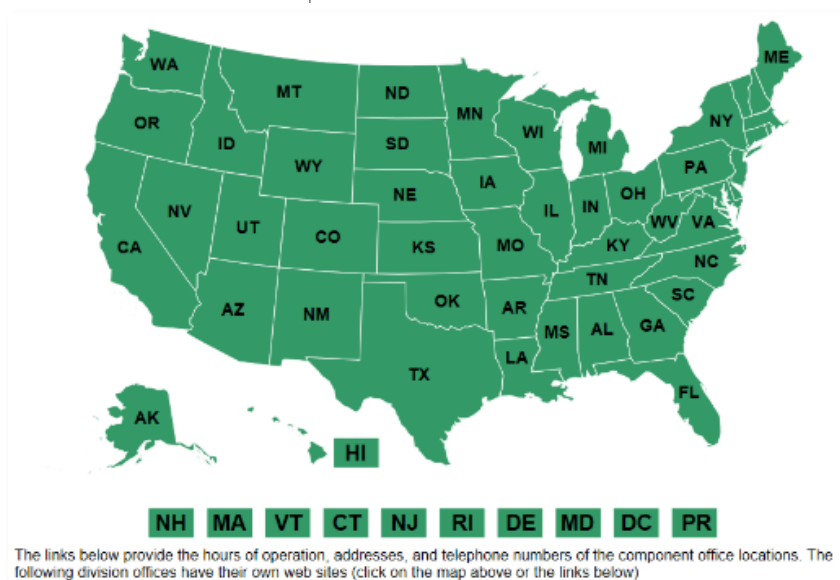 ME
WA
MT
ND
MN
OR
NY
WI
ID
SD
MI
WY
PA
IA
NE
OH
IL
IN
NV
WV
VA
UT
CO
CA
KS
MO
KY
NC
TN
SC
OK
AR
AZ
NM
GA
MS
AL
LA
TX
FL
AK
HI
NH MA VT CT NJ RI DE MD DC PR
The links below provide the hours of operation, addresses, and telephone numbers of the component office locations. The
following division offices have their own web sites (click on the map above or the links below)